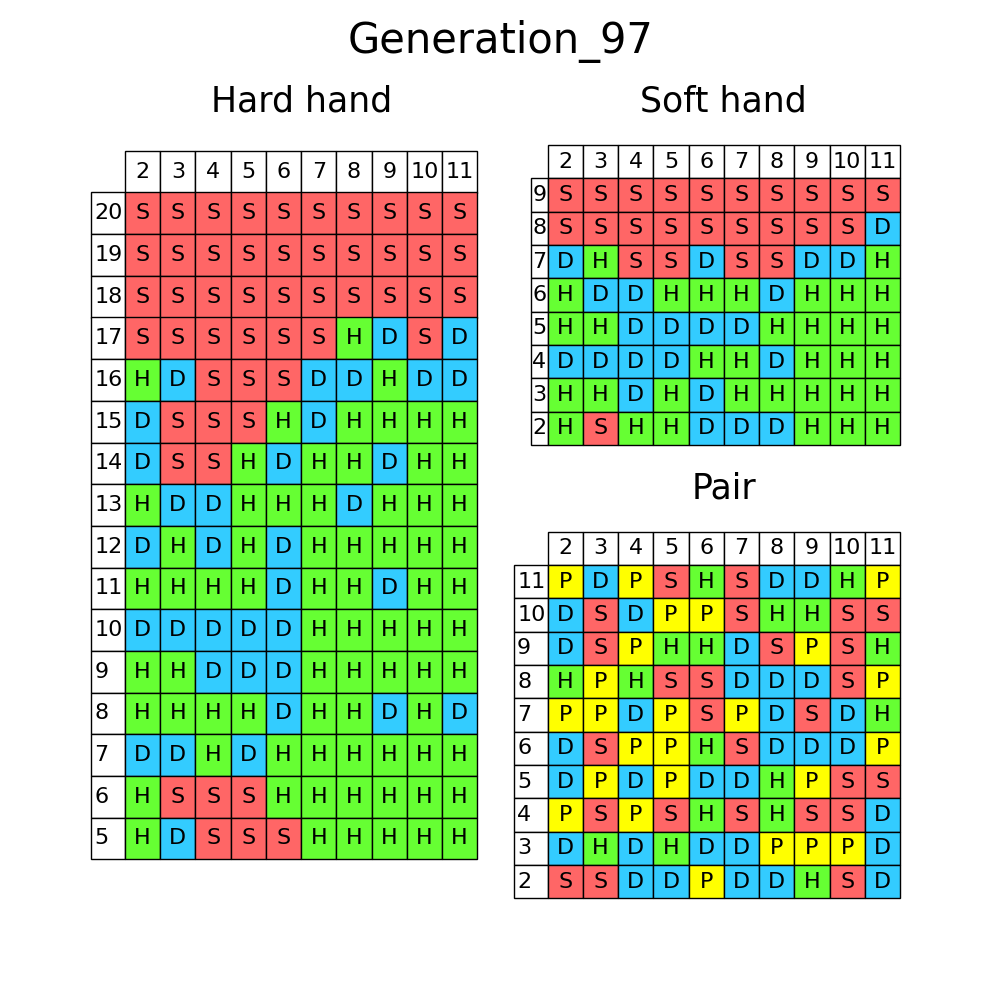 Generation_97
Hard hand
2 3 4 5 6 7 8 9 10 11
20 S S S S S S S S S S
19 S S S S S S S S S S
18 S S S S S S S S S S
17 S S S S S S H D S D
16 H D S S S D D H D D
15 D S S S H D H H H H
14 D S S H D H H D H H
13 H D D H H H D H H H
12 D H D H D H H H H H
11 H H H H D H H D H H
10 D D D D D H H H H H
9 H H D D D H H H H H
8 H H H H D H H D H D
7 D D H D H H H H H H
6 H S S S H H H H H H
5 H D S S S H H H H H
Soft hand
2 3 4 5 6 7 8 9 10 11
9 S S S S S S S S S S
8 S S S S S S S S S D
7 D H S S D S S D D H
6 H D D H H H D H H H
5 H H D D D D H H H H
4 D D D D H H D H H H
3 H H D H D H H H H H
2 H S H H D D D H H H
Pair
2 3 4 5 6 7 8 9 10 11
11 P D P S H S D D H P
10 D S D P P S H H S S
9 D S P H H D S P S H
8 H P H S S D D D S P
7 P P D P S P D S D H
6 D S P P H S D D D P
5 D P D P D D H P S S
4 P S P S H S H S S D
3 D H D H D D P P P D
2 S S D D P D D H S D